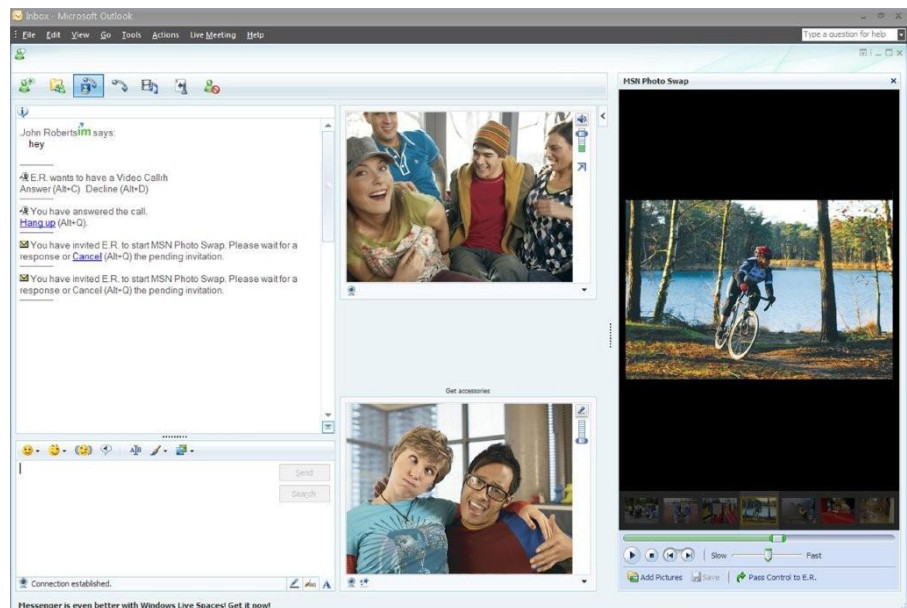 Inbox - Microsoft Outlook
File Edit View Go Tools Actions Live Meeting Help
Type a question for help
MSN Photo Swap
John Roberts im says:
hey
E.R. wants to have a Video Callrh
Answer (Alt+C) Decline (Alt+D)
You have answered the call.
Hang up (Alt+Q).
You have invited E.R. to start MSN Photo Swap. Please wait for a
response or Cancel (Alt+Q) the pending invitation.
You have invited E.R. to start MSN Photo Swap. Please wait for a
response or Cancel (Alt+Q) the pending invitation.
Get accessories
Send
Search
Connection established.
Slow Fast
Add Pictures Save Pass Control to E.R.
Messenger is even better with Windows Live Spaces! Get it now!